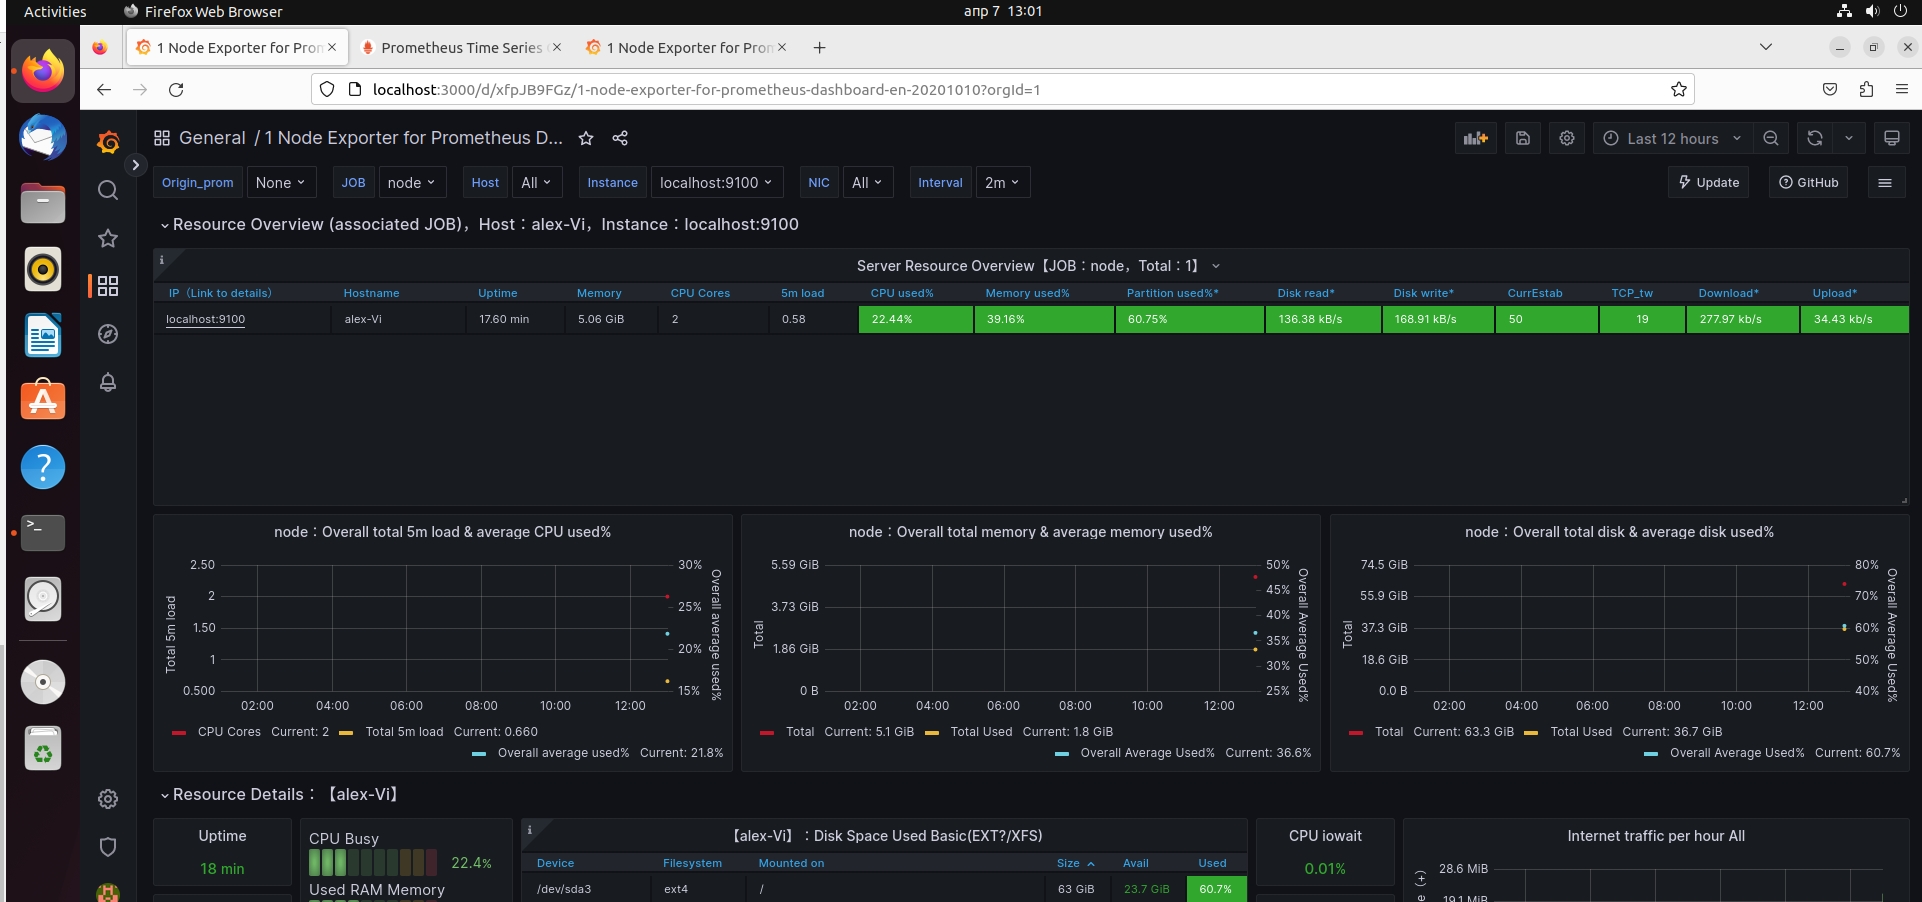 Activities Firefox Web Browser апр 7 13:01
1 Node Exporter for Pron Prometheus Time Series 1 Node Exporter for Pron
localhost:3000/d/xfpJB9FGz/1-node-exporter-for-prometheus-dashboard-en-20201010?orgId=1
General / 1 Node Exporter for Prometheus D... Last 12 hours
Origin_prom None JOB node Host All Instance localhost:9100 NIC All Interval 2m Update GitHub
Resource Overview (associated JOB)，Host：alex-Vi，Instance：localhost:9100
Server Resource Overview【JOB：node，Total：1】
IP（Link to details） Hostname Uptime Memory CPU Cores 5m load CPU used% Memory used% Partition used%* Disk read* Disk write* CurrEstab TCP_tw Download* Upload*
localhost:9100 alex-Vi 17.60 min 5.06 GiB 2 0.58 22.44% 39.16% 60.75% 136.38 kB/s 168.91 kB/s 50 19 277.97 kb/s 34.43 kb/s
node：Overall total 5m load & average CPU used%
2.50 30%
2 25%
1.50
1 20%
0.500 15%
Total 5m load
Overall average used%
02:00 04:00 06:00 08:00 10:00 12:00
CPU Cores Current: 2 Total 5m load Current: 0.660
Overall average used% Current: 21.8%
node：Overall total memory & average memory used%
5.59 GiB 50%
45%
3.73 GiB 40%
35%
1.86 GiB 30%
0 B 25%
Total
Overall Average Used%
02:00 04:00 06:00 08:00 10:00 12:00
Total Current: 5.1 GiB Total Used Current: 1.8 GiB
Overall Average Used% Current: 36.6%
node：Overall total disk & average disk used%
74.5 GiB 80%
55.9 GiB 70%
37.3 GiB 60%
18.6 GiB 50%
0.0 B 40%
Total
Overall Average Used%
02:00 04:00 06:00 08:00 10:00 12:00
Total Current: 63.3 GiB Total Used Current: 36.7 GiB
Overall Average Used% Current: 60.7%
Resource Details：【alex-Vi】
Uptime
18 min
CPU Busy
22.4%
Used RAM Memory
【alex-Vi】：Disk Space Used Basic(EXT?/XFS)
Device Filesystem Mounted on Size Avail Used
/dev/sda3 ext4 / 63 GiB 23.7 GiB 60.7%
CPU iowait
0.01%
Internet traffic per hour All
28.6 MiB
19.1 MiB